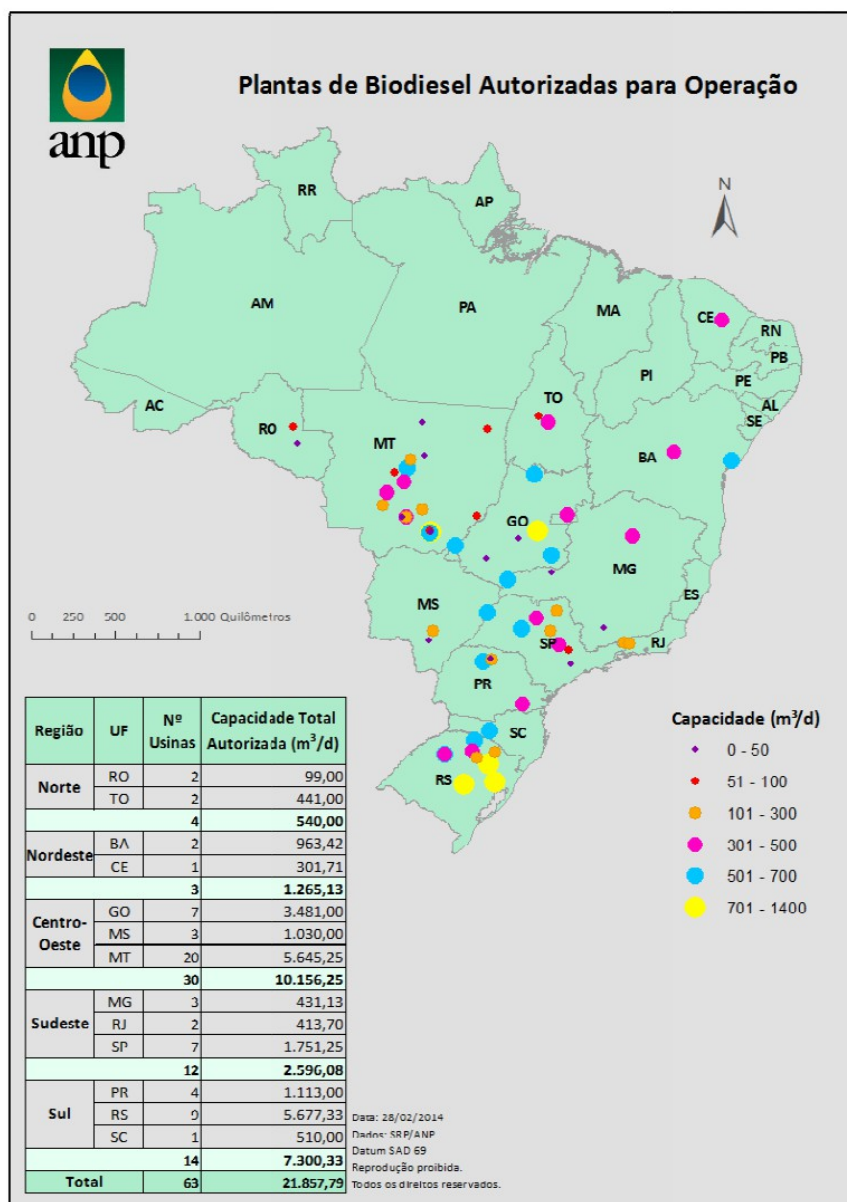 anp
Plantas de Biodiesel Autorizadas para Operação
N
RR
AP
AM
PA
MA
CE
RN
PB
PE
PI
AL
SE
AC
RO
TO
MT
BA
GO
MG
ES
MS
SP
RJ
PR
SC
RS
0 250 500 1.000 Quilômetros
Região UF Nº Usinas Capacidade Total Autorizada (m³/d)
Norte RO 2 99,00
TO 2 441,00
4 540,00
Nordeste BA 2 963,42
CE 1 301,71
3 1.265,13
Centro-Oeste GO 7 3.481,00
MS 3 1.030,00
MT 20 5.645,25
30 10.156,25
Sudeste MG 3 431,13
RJ 2 413,70
SP 7 1.751,25
12 2.596,08
Sul PR 4 1.113,00
RS 9 5.677,33
SC 1 510,00
14 7.300,33
Total 63 21.857,79
Data: 28/02/2014
Dados: SRP/ANP
Datum SAD 69
Reprodução proibida.
Todos os direitos reservados.
Capacidade (m³/d)
0 - 50
51 - 100
101 - 300
301 - 500
501 - 700
701 - 1400